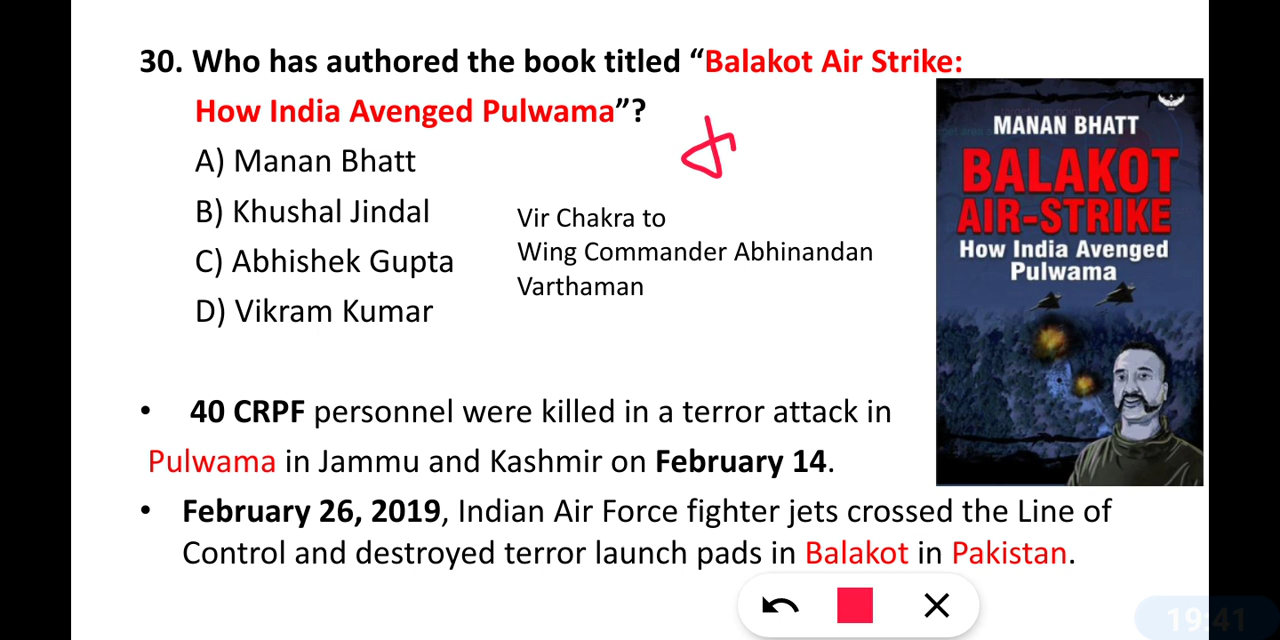 30. Who has authored the book titled “Balakot Air Strike:
How India Avenged Pulwama”?
A) Manan Bhatt
B) Khushal Jindal
C) Abhishek Gupta
D) Vikram Kumar
Vir Chakra to
Wing Commander Abhinandan
Varthaman
MANAN BHATT
BALAKOT
AIR-STRIKE
How India Avenged
Pulwama
• 40 CRPF personnel were killed in a terror attack in
Pulwama in Jammu and Kashmir on February 14.
• February 26, 2019, Indian Air Force fighter jets crossed the Line of
Control and destroyed terror launch pads in Balakot in Pakistan.
19:41